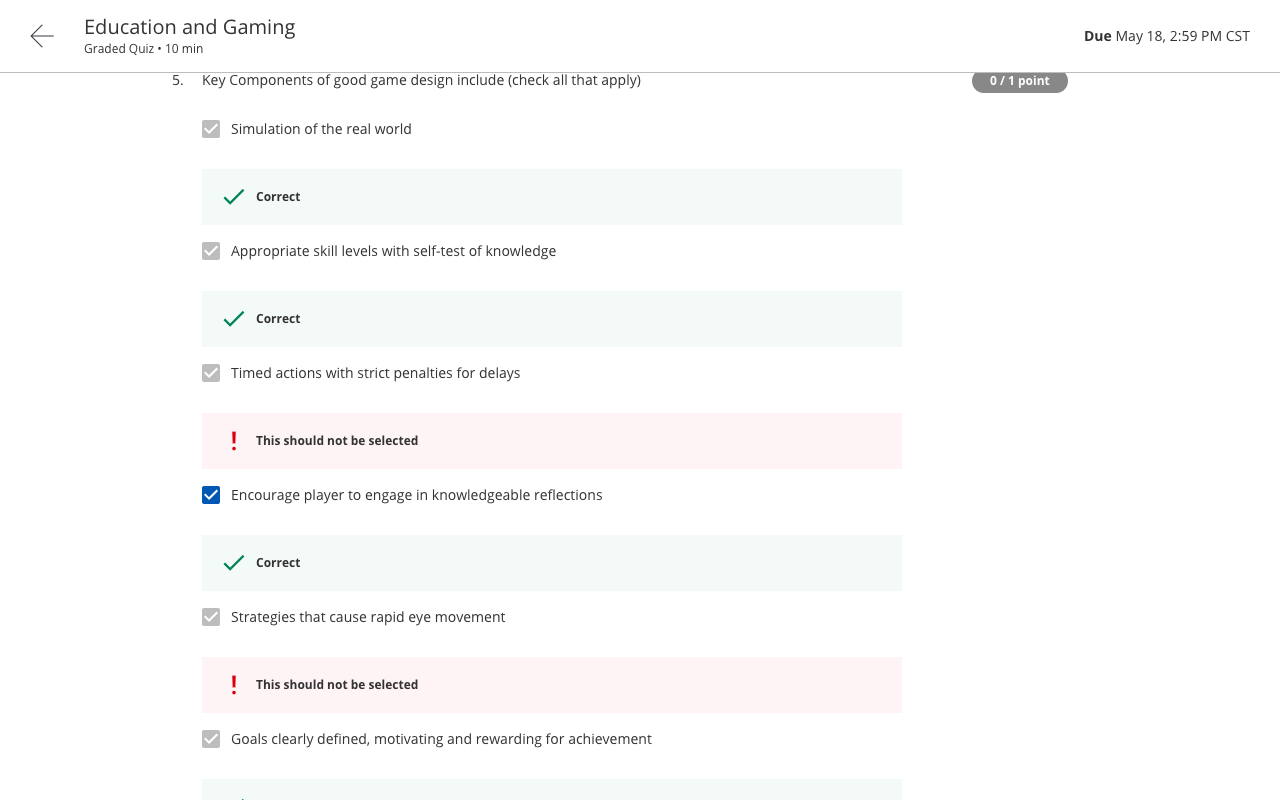 Education and Gaming
Graded Quiz • 10 min
Due May 18, 2:59 PM CST
5. Key Components of good game design include (check all that apply)
0 / 1 point
Simulation of the real world
Correct
Appropriate skill levels with self-test of knowledge
Correct
Timed actions with strict penalties for delays
This should not be selected
Encourage player to engage in knowledgeable reflections
Correct
Strategies that cause rapid eye movement
This should not be selected
Goals clearly defined, motivating and rewarding for achievement